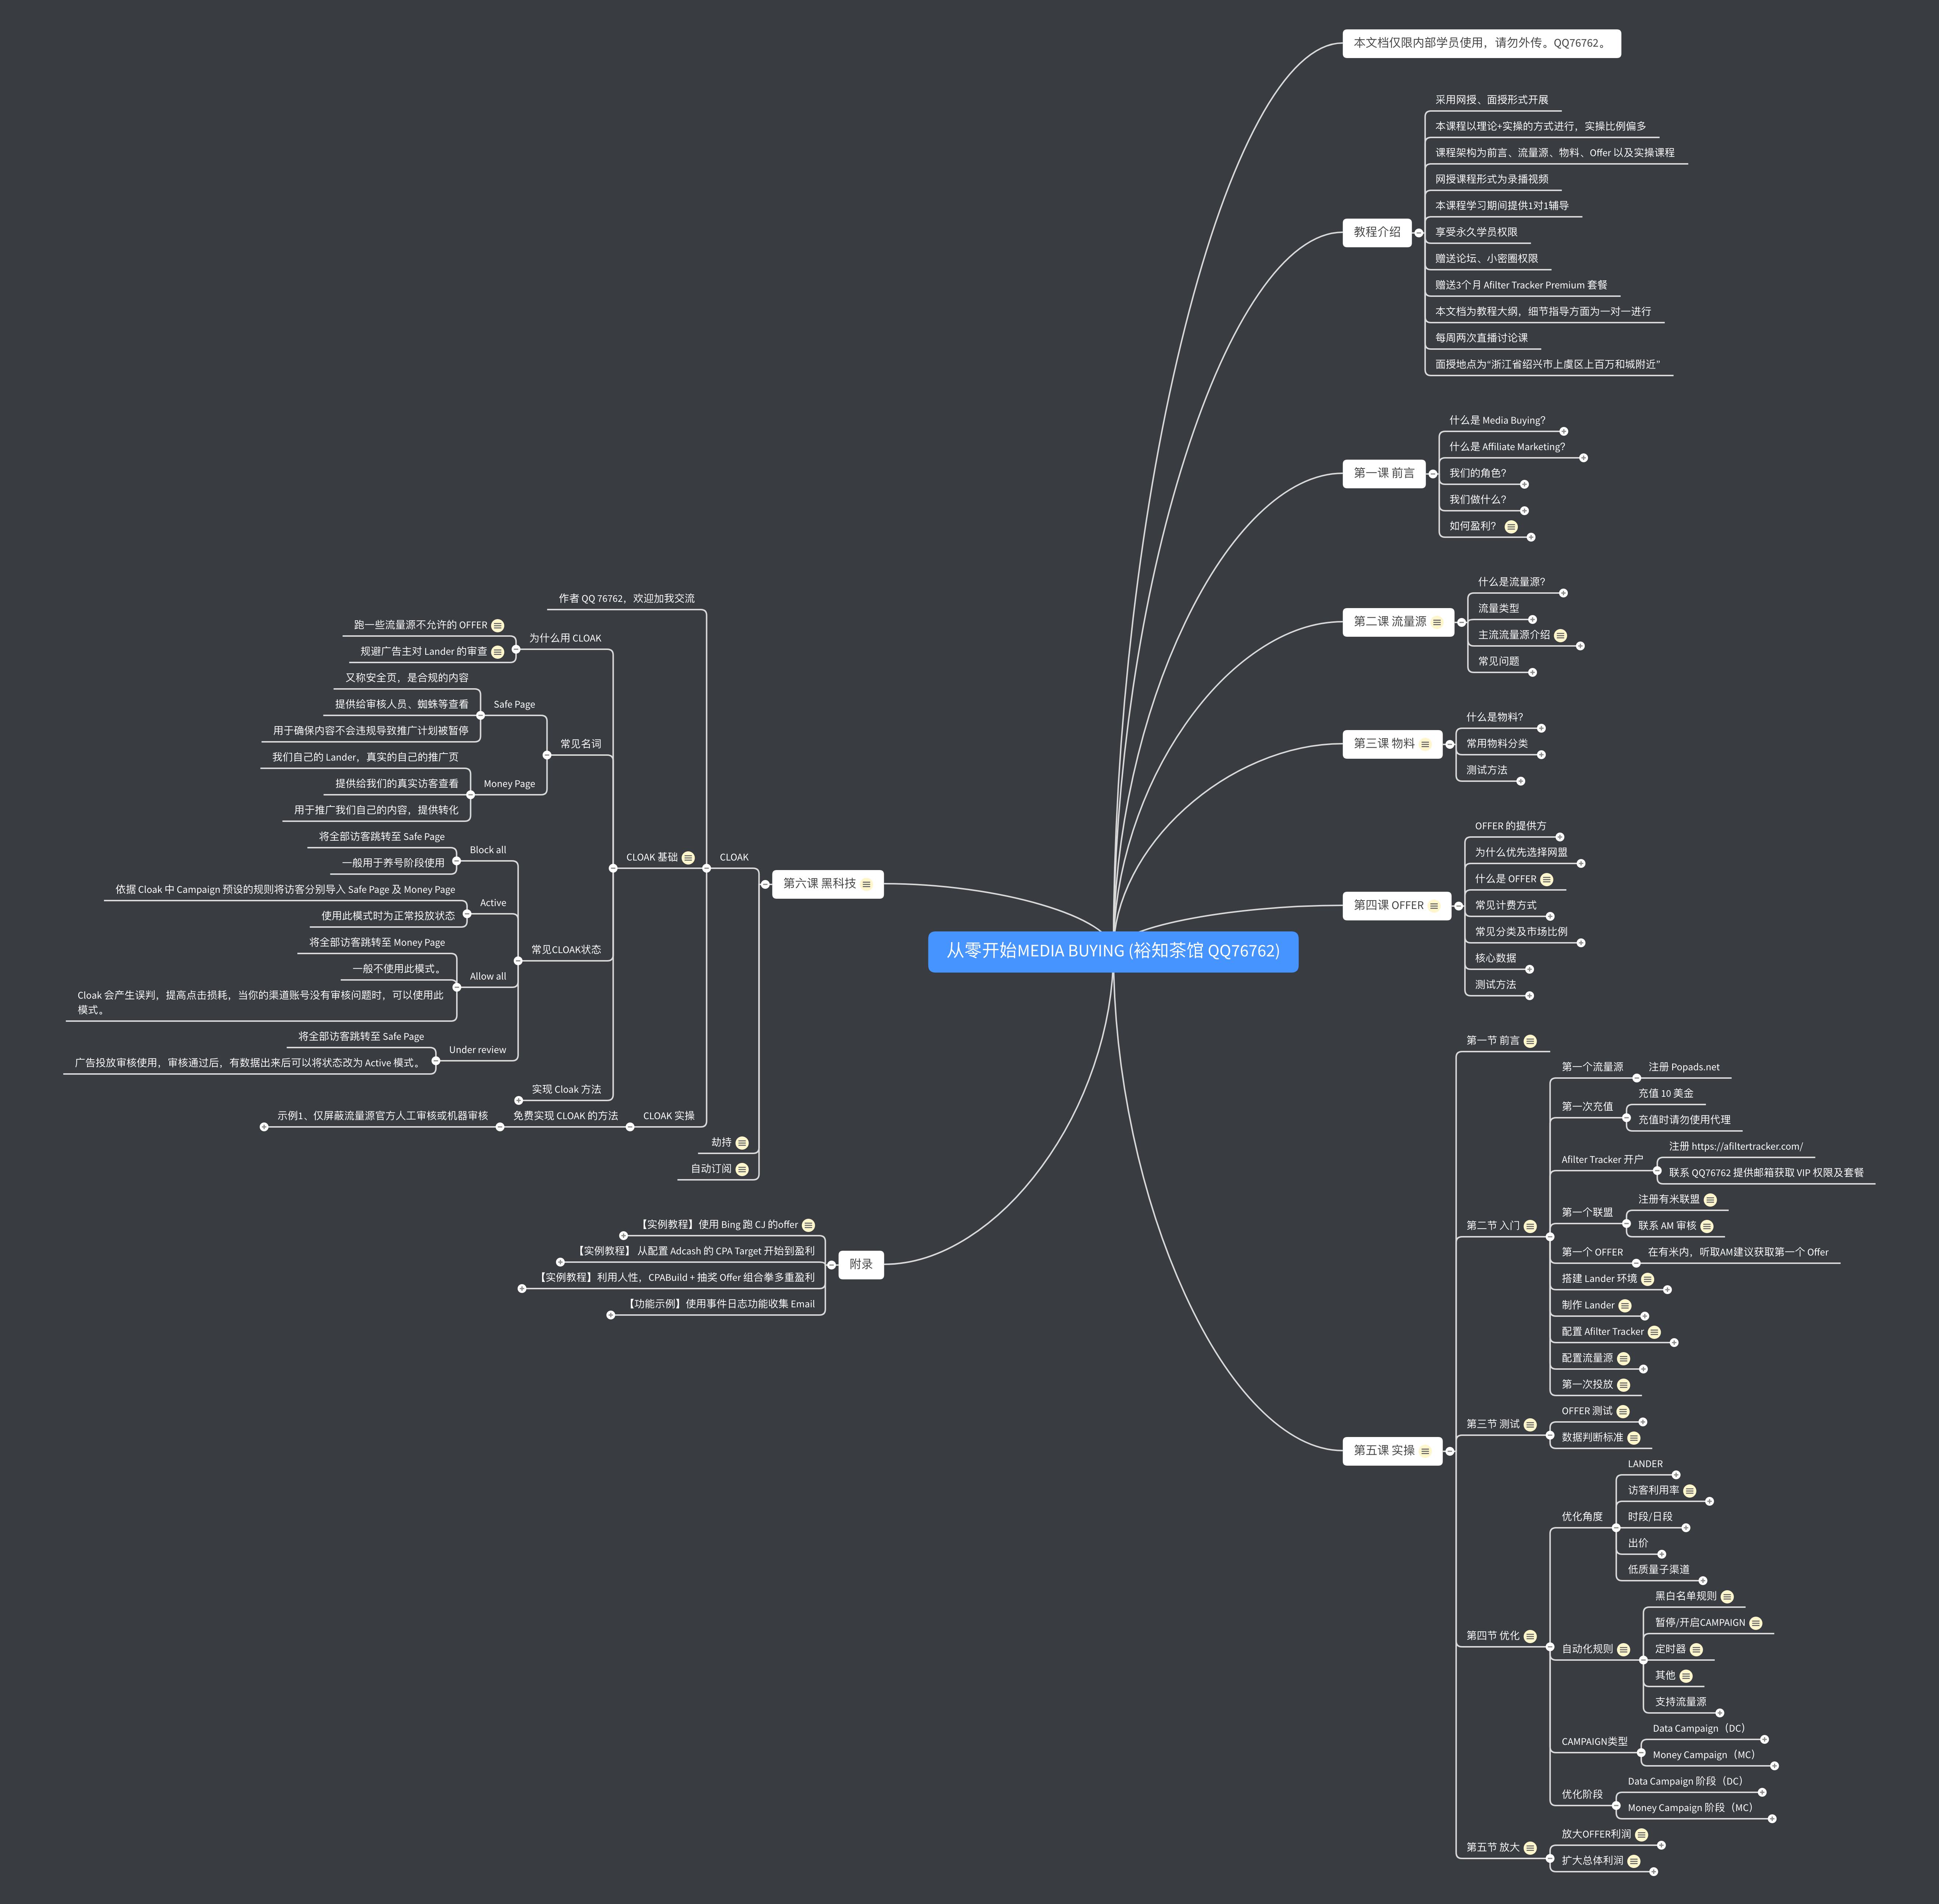 从零开始MEDIA BUYING (裕知茶馆 QQ76762)
本文档仅限内部学员使用，请勿外传。QQ76762。
教程介绍
采用网授、面授形式开展
本课程以理论+实操的方式进行，实操比例偏多
课程架构为前言、流量源、物料、Offer 以及实操课程
网授课程形式为录播视频
本课程学习期间提供1对1辅导
享受永久学员权限
赠送论坛、小密圈权限
赠送3个月 Afilter Tracker Premium 套餐
本文档为教程大纲，细节指导方面为一对一进行
每周两次直播讨论课
面授地点为“浙江省绍兴市上虞区上百万和城附近”
第一课 前言
什么是 Media Buying？
什么是 Affiliate Marketing？
我们的角色？
我们做什么？
如何盈利？
第二课 流量源
什么是流量源？
流量类型
主流流量源介绍
常见问题
第三课 物料
什么是物料？
常用物料分类
测试方法
第四课 OFFER
OFFER 的提供方
为什么优先选择网盟
什么是 OFFER
常见计费方式
常见分类及市场比例
核心数据
测试方法
第五课 实操
第一节 前言
第二节 入门
第一个流量源
注册 Popads.net
第一次充值
充值 10 美金
充值时请勿使用代理
Afilter Tracker 开户
注册 https://afiltertracker.com/
联系 QQ76762 提供邮箱获取 VIP 权限及套餐
第一个联盟
注册有米联盟
联系 AM 审核
第一个 OFFER
在有米内，听取AM建议获取第一个 Offer
搭建 Lander 环境
制作 Lander
配置 Afilter Tracker
配置流量源
第一次投放
第三节 测试
OFFER 测试
数据判断标准
第四节 优化
优化角度
LANDER
访客利用率
时段/日段
出价
低质量子渠道
自动化规则
黑白名单规则
暂停/开启CAMPAIGN
定时器
其他
支持流量源
CAMPAIGN类型
Data Campaign（DC）
Money Campaign（MC）
优化阶段
Data Campaign 阶段（DC）
Money Campaign 阶段（MC）
第五节 放大
放大OFFER利润
扩大总体利润
第六课 黑科技
CLOAK
作者 QQ 76762，欢迎加我交流
CLOAK 基础
为什么用 CLOAK
跑一些流量源不允许的 OFFER
规避广告主对 Lander 的审查
常见名词
Safe Page
又称安全页，是合规的内容
提供给审核人员、蜘蛛等查看
用于确保内容不会违规导致推广计划被暂停
Money Page
我们自己的 Lander，真实的自己的推广页
提供给我们的真实访客查看
用于推广我们自己的内容，提供转化
常见CLOAK状态
Block all
将全部访客跳转至 Safe Page
一般用于养号阶段使用
Active
依据 Cloak 中 Campaign 预设的规则将访客分别导入 Safe Page 及 Money Page
使用此模式时为正常投放状态
Allow all
将全部访客跳转至 Money Page
一般不使用此模式。
Cloak 会产生误判，提高点击损耗，当你的渠道账号没有审核问题时，可以使用此
模式。
Under review
将全部访客跳转至 Safe Page
广告投放审核使用，审核通过后，有数据出来后可以将状态改为 Active 模式。
实现 Cloak 方法
CLOAK 实操
免费实现 CLOAK 的方法
示例1、仅屏蔽流量源官方人工审核或机器审核
劫持
自动订阅
附录
【实例教程】使用 Bing 跑 CJ 的offer
【实例教程】 从配置 Adcash 的 CPA Target 开始到盈利
【实例教程】利用人性，CPABuild + 抽奖 Offer 组合拳多重盈利
【功能示例】使用事件日志功能收集 Email